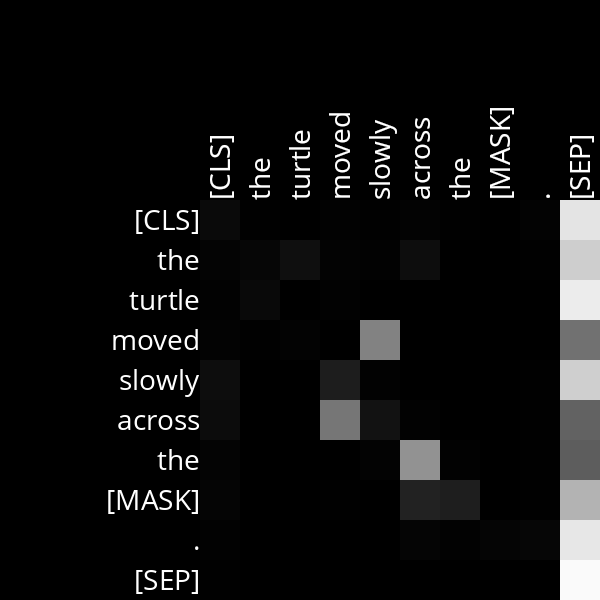 [CLS] the turtle moved slowly across the [MASK] . [SEP]
[CLS]
the
turtle
moved
slowly
across
the
[MASK]
.
[SEP]